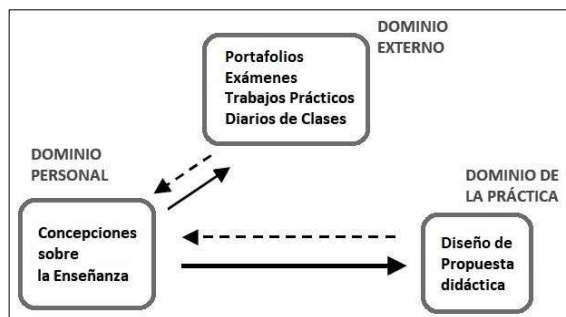 DOMINIO
EXTERNO
Portafolios
Exámenes
Trabajos Prácticos
Diarios de Clases
DOMINIO
PERSONAL
Concepciones
sobre
la Enseñanza
DOMINIO DE
LA PRÁCTICA
Diseño de
Propuesta
didáctica